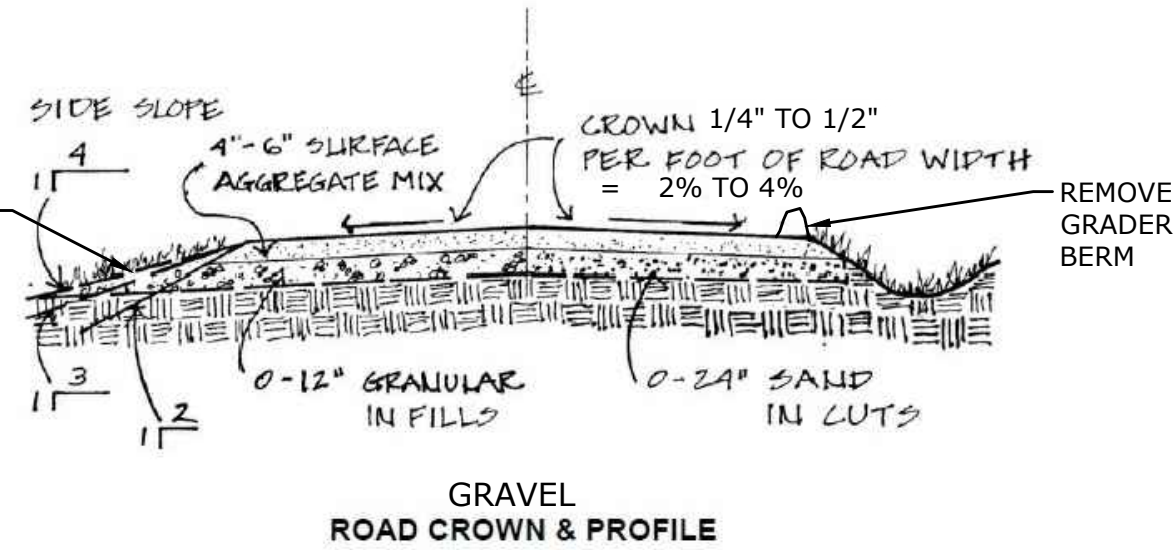 SIDE SLOPE
4
1
4"-6" SURFACE
AGGREGATE MIX
℄
CROWN 1/4" TO 1/2"
PER FOOT OF ROAD WIDTH
= 2% TO 4%
REMOVE
GRADER
BERM
3
1
2
1
0-12" GRANULAR
IN FILLS
0-24" SAND
IN CUTS
GRAVEL
ROAD CROWN & PROFILE